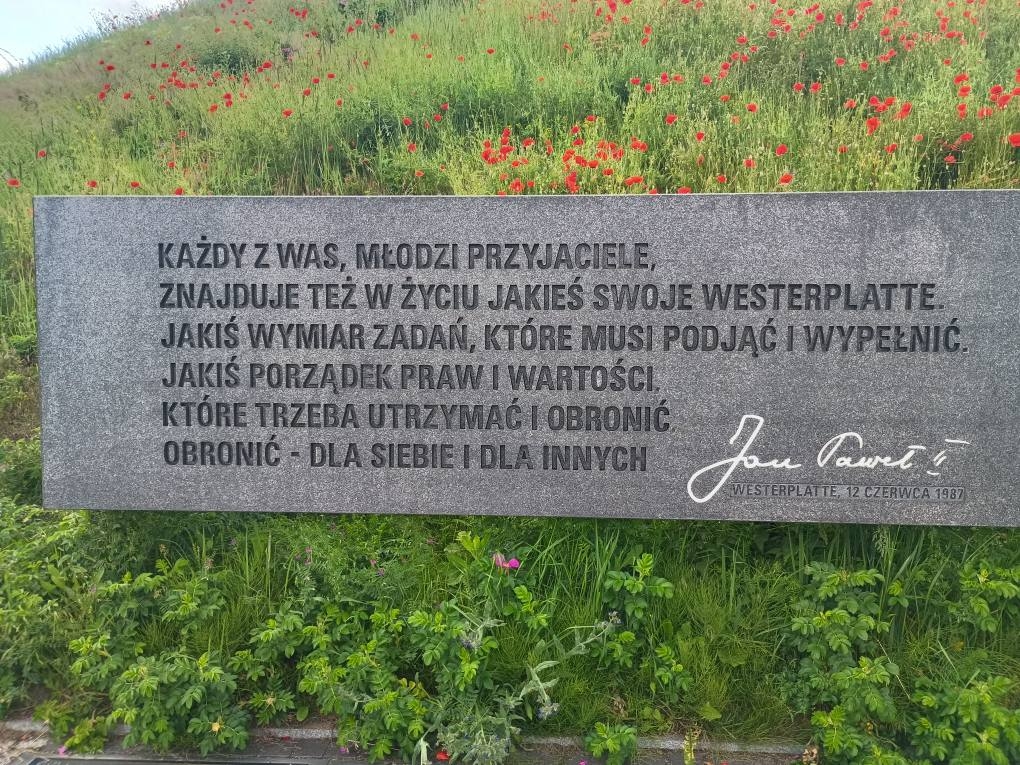 KAŻDY Z WAS, MŁODZI PRZYJACIELE,
ZNAJDUJE TEŻ W ŻYCIU JAKIEŚ SWOJE WESTERPLATTE.
JAKIŚ WYMIAR ZADAŃ, KTÓRE MUSI PODJĄĆ I WYPEŁNIĆ.
JAKIŚ PORZĄDEK PRAW I WARTOŚCI,
KTÓRE TRZEBA UTRZYMAĆ I OBRONIĆ.
OBRONIĆ - DLA SIEBIE I DLA INNYCH
Jan Paweł II
WESTERPLATTE, 12 CZERWCA 1987